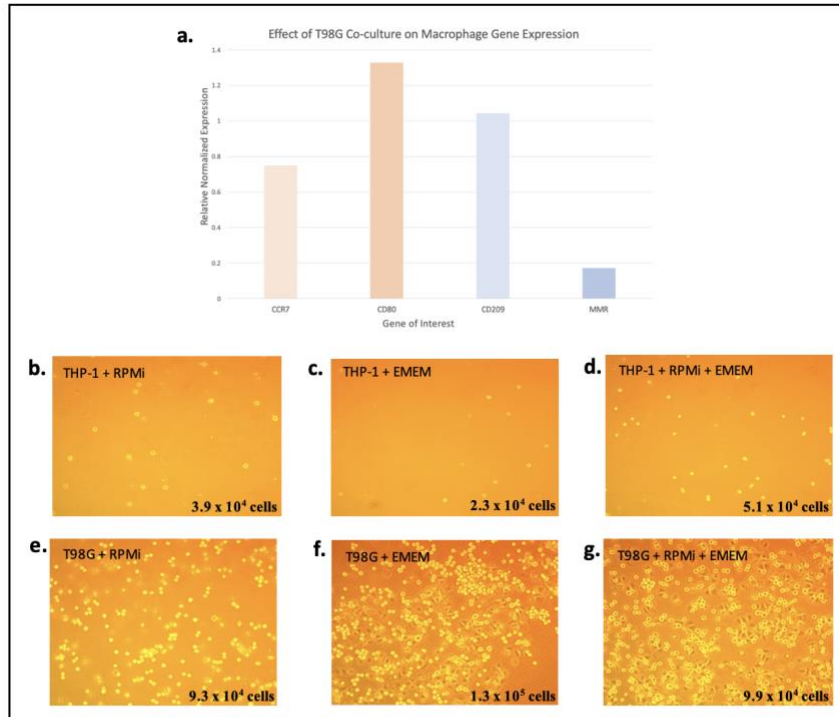 a.
Effect of T98G Co-culture on Macrophage Gene Expression
Relative Normalized Expression
1.4
1.2
1
0.8
0.6
0.4
0.2
0
CCR7 CD80 CD209 MMR
Gene of Interest
b. c. d.
THP-1 + RPMi THP-1 + EMEM THP-1 + RPMi + EMEM
3.9 x 10⁴ cells 2.3 x 10⁴ cells 5.1 x 10⁴ cells
e. f. g.
T98G + RPMi T98G + EMEM T98G + RPMi + EMEM
9.3 x 10⁴ cells 1.3 x 10⁵ cells 9.9 x 10⁴ cells